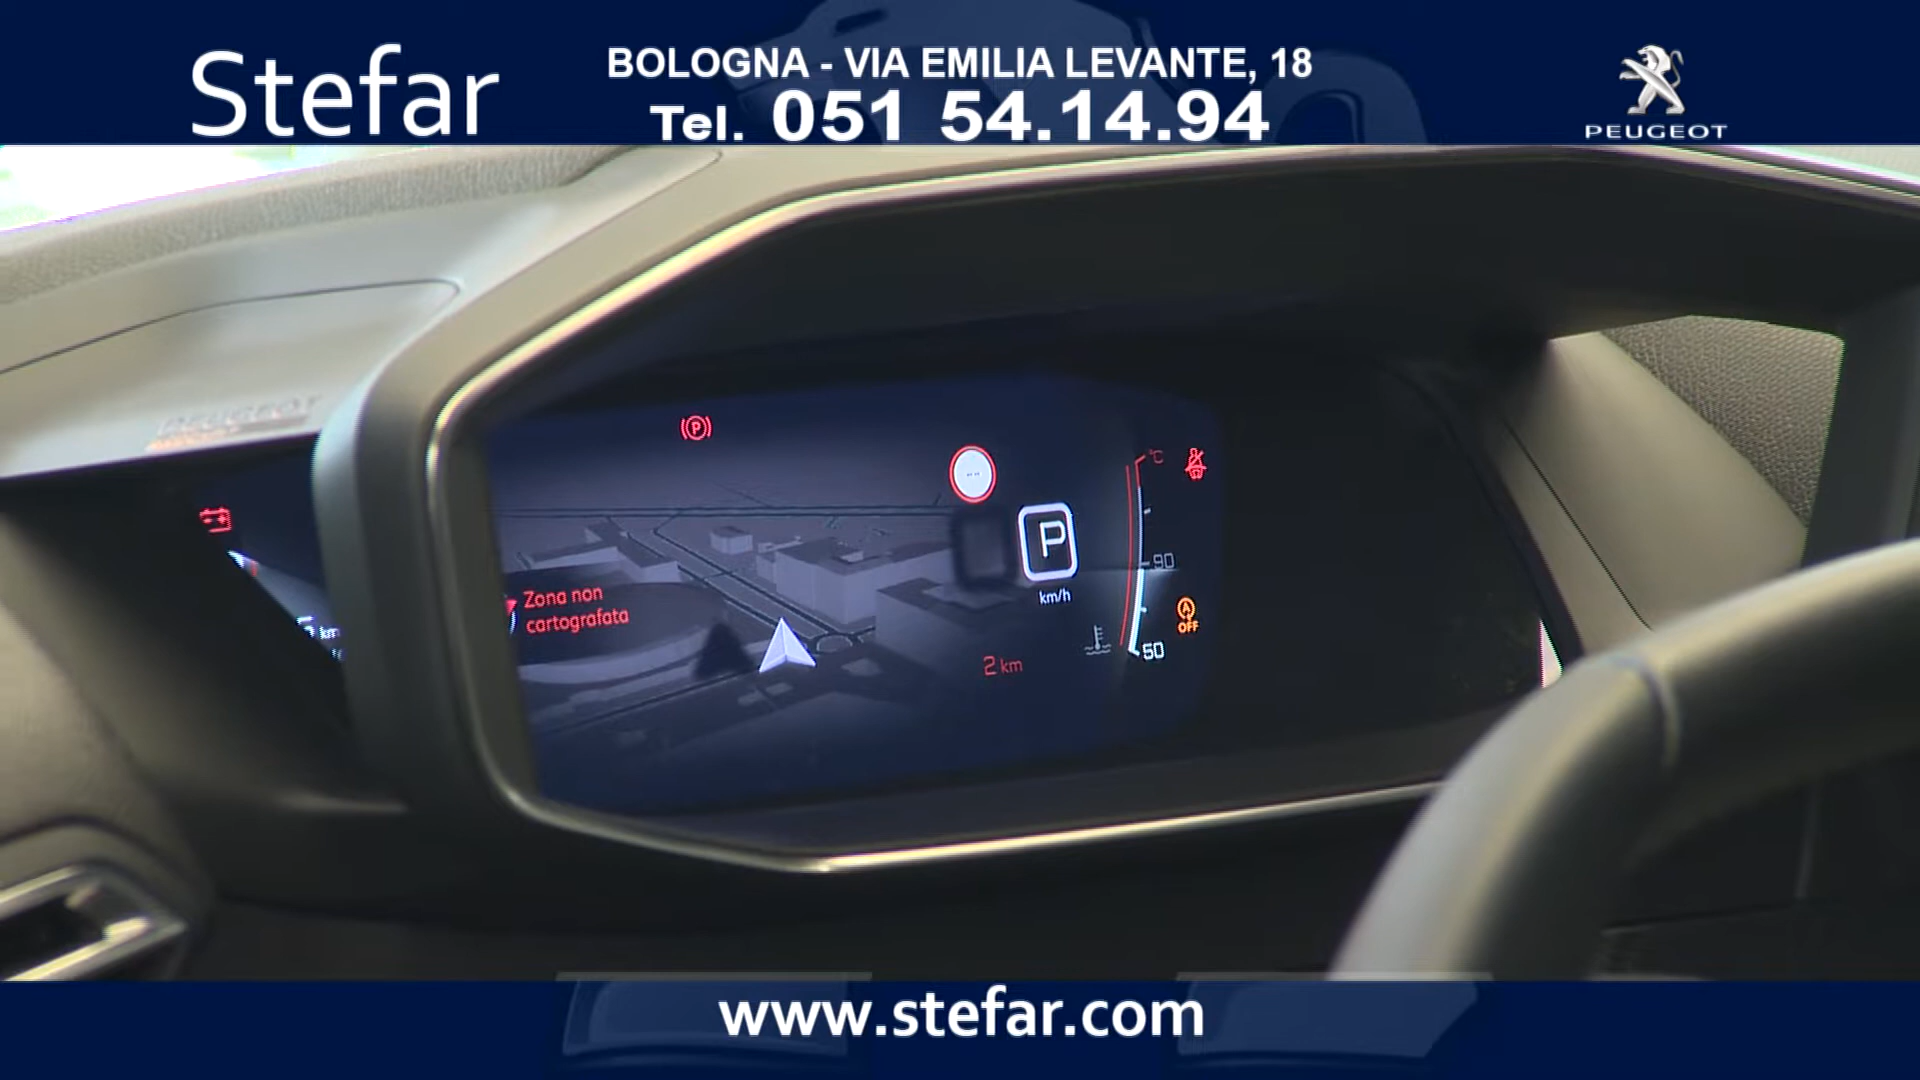 Stefar
BOLOGNA - VIA EMILIA LEVANTE, 18
Tel. 051 54.14.94
PEUGEOT
P
°C
P
km/h
90
A
OFF
Zona non
cartografata
km
2 km
50
www.stefar.com